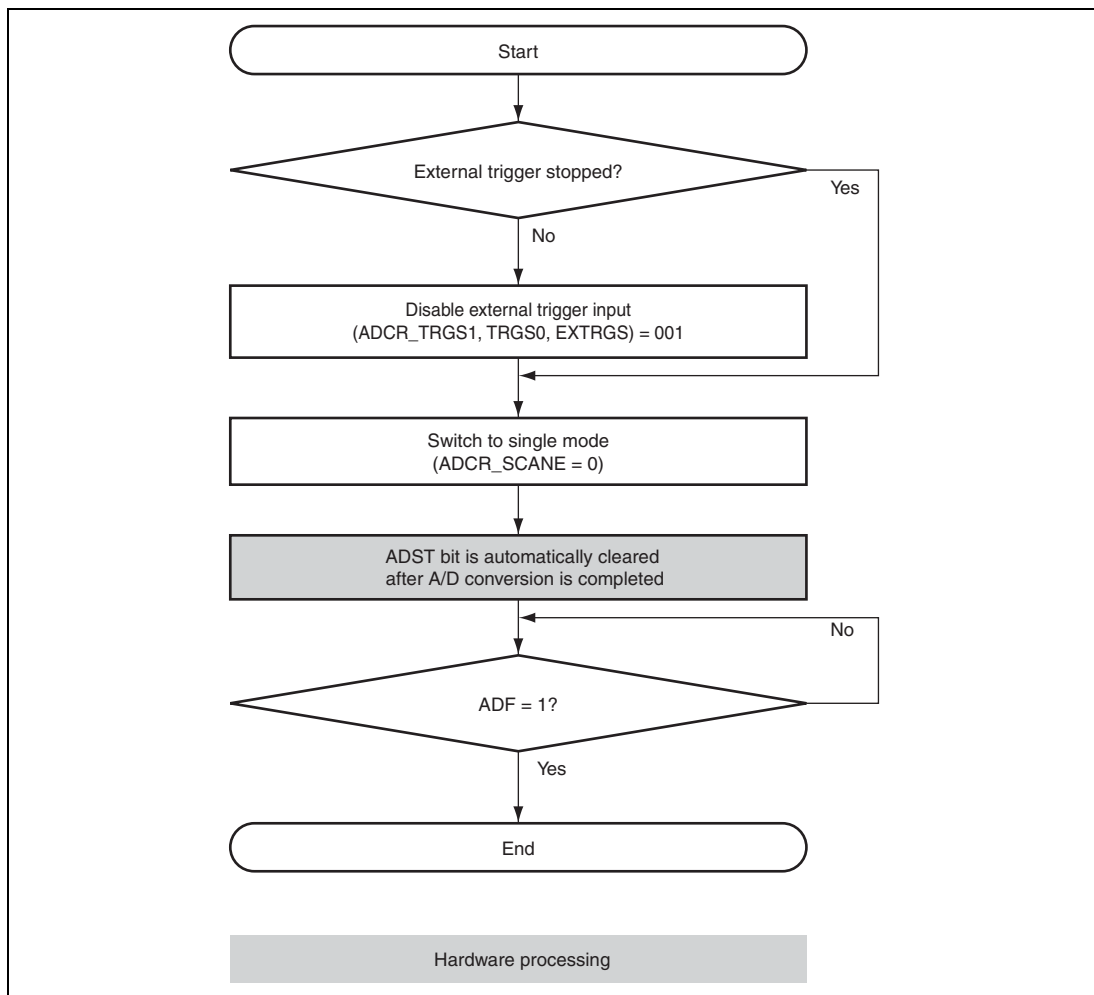 Start
External trigger stopped?
Yes
No
Disable external trigger input
(ADCR_TRGS1, TRGS0, EXTRGS) = 001
Switch to single mode
(ADCR_SCANE = 0)
ADST bit is automatically cleared
after A/D conversion is completed
No
ADF = 1?
Yes
End
Hardware processing